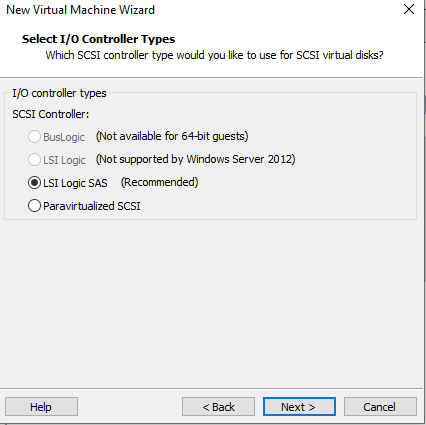 New Virtual Machine Wizard
Select I/O Controller Types
Which SCSI controller type would you like to use for SCSI virtual disks?
I/O controller types
SCSI Controller:
BusLogic (Not available for 64-bit guests)
LSI Logic (Not supported by Windows Server 2012)
LSI Logic SAS (Recommended)
Paravirtualized SCSI
Help < Back Next > Cancel